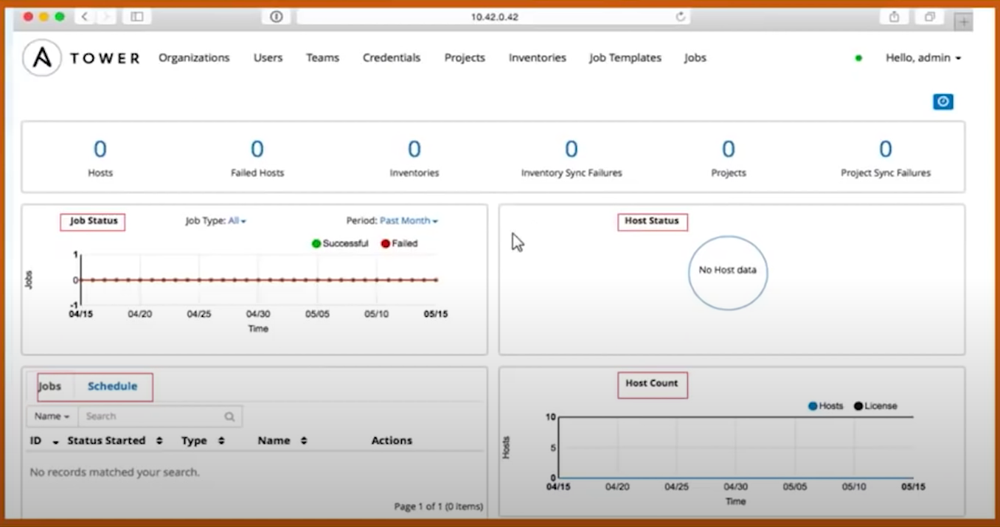 10.42.0.42
A TOWER Organizations Users Teams Credentials Projects Inventories Job Templates Jobs Hello, admin
0 0 0 0 0 0
Hosts Failed Hosts Inventories Inventory Sync Failures Projects Project Sync Failures
Job Status Job Type: All Period: Past Month
Successful Failed
Jobs
1
0
-1
04/15 04/20 04/25 04/30 05/05 05/10 05/15
Time
Host Status
No Host data
Jobs Schedule
Name Search
ID Status Started Type Name Actions
No records matched your search.
Page 1 of 1 (0 items)
Host Count
Hosts License
Hosts
10
5
0
04/15 04/20 04/25 04/30 05/05 05/10 05/15
Time